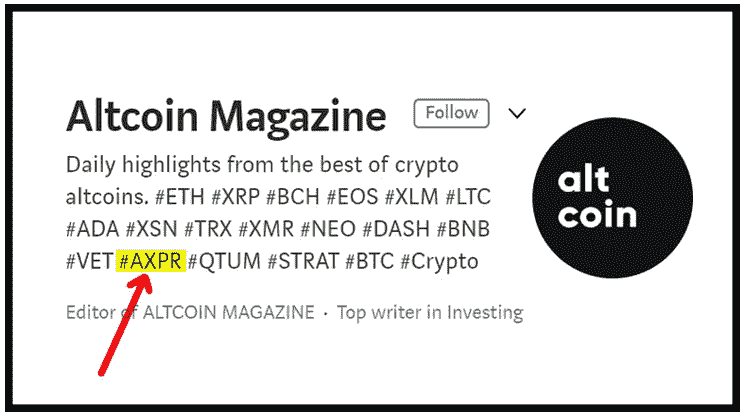 Altcoin Magazine Follow
Daily highlights from the best of crypto
altcoins. #ETH #XRP #BCH #EOS #XLM #LTC
#ADA #XSN #TRX #XMR #NEO #DASH #BNB
#VET #AXPR #QTUM #STRAT #BTC #Crypto
Editor of ALTCOIN MAGAZINE · Top writer in Investing
alt
coin